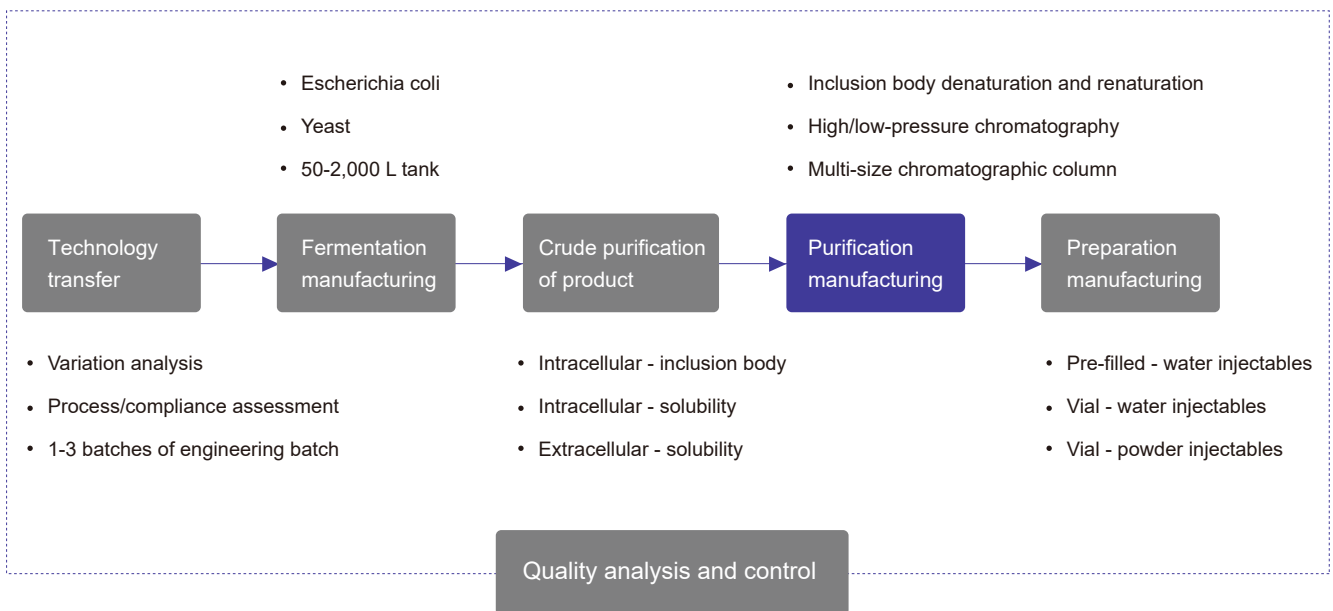 • Escherichia coli
• Yeast
• 50-2,000 L tank
• Inclusion body denaturation and renaturation
• High/low-pressure chromatography
• Multi-size chromatographic column
Technology
transfer
Fermentation
manufacturing
Crude purification
of product
Purification
manufacturing
Preparation
manufacturing
• Variation analysis
• Process/compliance assessment
• 1-3 batches of engineering batch
• Intracellular - inclusion body
• Intracellular - solubility
• Extracellular - solubility
• Pre-filled - water injectables
• Vial - water injectables
• Vial - powder injectables
Quality analysis and control